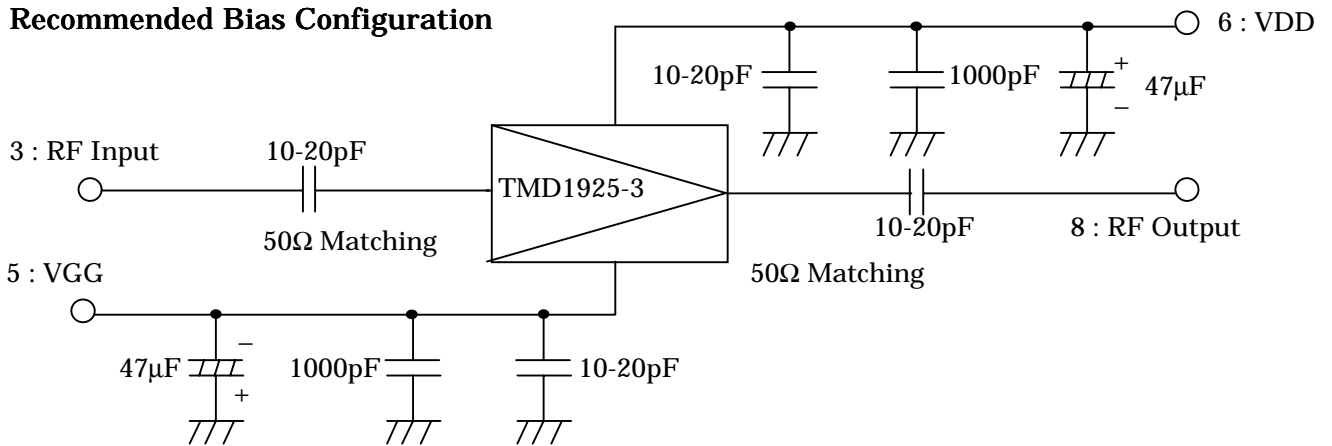 Recommended Bias Configuration
6 : VDD
10-20pF
1000pF
+
47μF
−
3 : RF Input
10-20pF
TMD1925-3
50Ω Matching
10-20pF
8 : RF Output
5 : VGG
50Ω Matching
−
47μF
+
1000pF
10-20pF